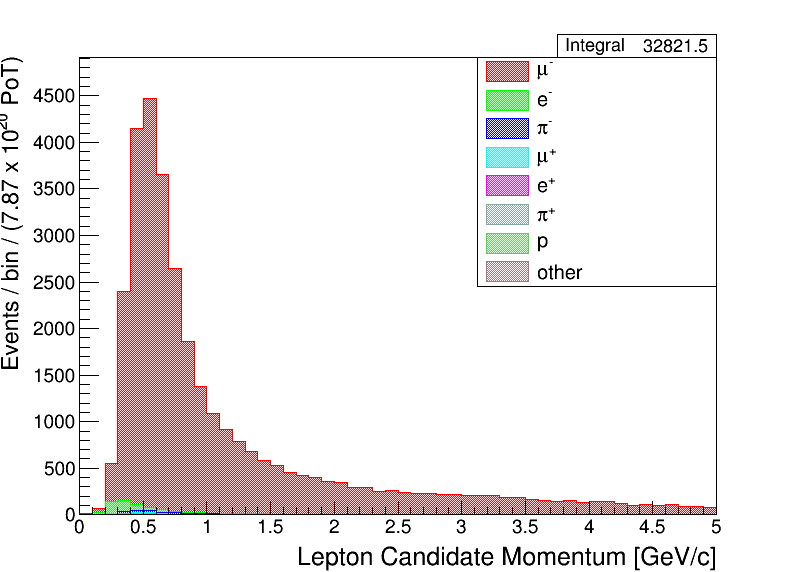 Integral 32821.5
μ-
e-
π-
μ+
e+
π+
p
other
Events / bin / (7.87 x 10^20 PoT)
4500
4000
3500
3000
2500
2000
1500
1000
500
0
0 0.5 1 1.5 2 2.5 3 3.5 4 4.5 5
Lepton Candidate Momentum [GeV/c]